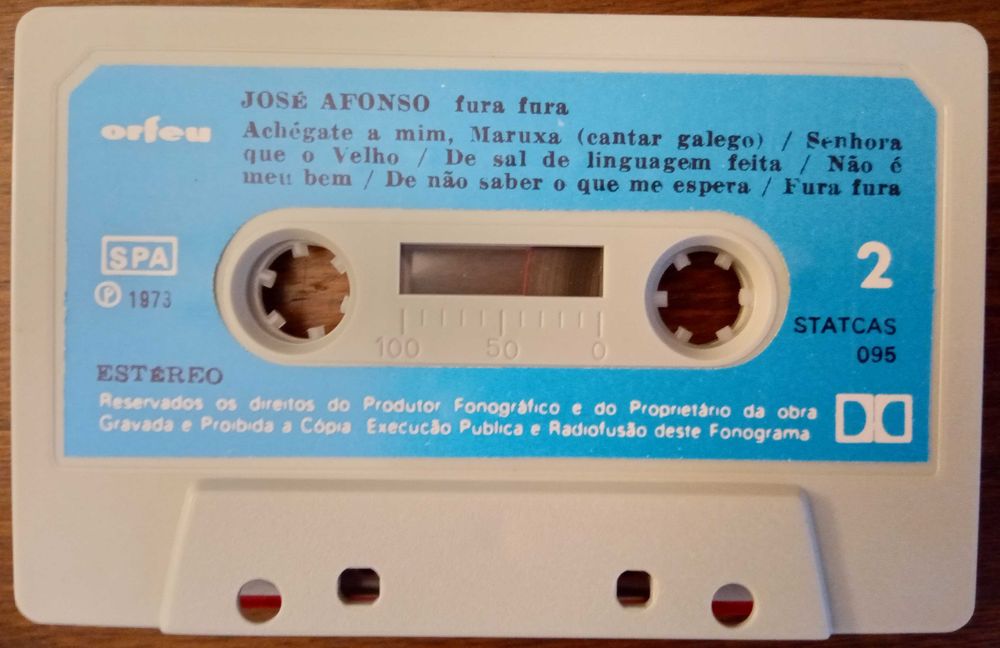 JOSÉ AFONSO fura fura
orfeu
Achégate a mim, Maruxa (cantar galego) / Senhora
que o Velho / De sal de linguagem feita / Não é
meu bem / De não saber o que me espera / Fura fura
SPA
Ⓟ 1973
2
STATCAS
095
100 50 0
ESTÉREO
Reservados os direitos do Produtor Fonográfico e do Proprietário da obra
Gravada e Proibida a Cópia Execucão Publica e Radiofusão deste Fonograma